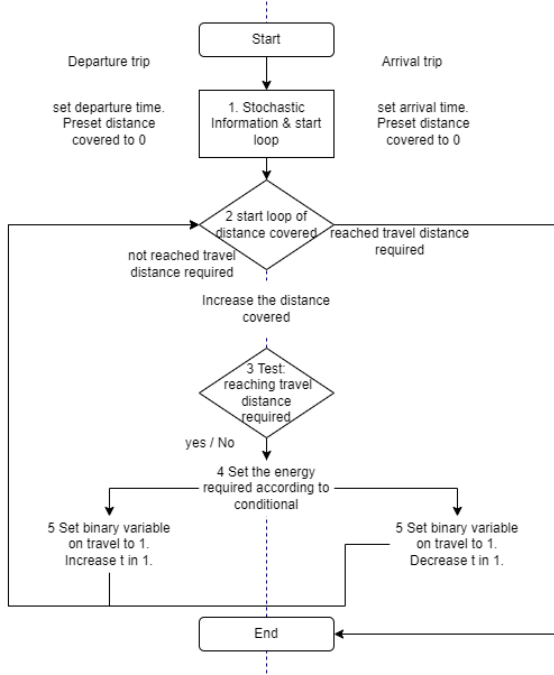 Start
Departure trip
Arrival trip
set departure time.
Preset distance
covered to 0
1. Stochastic
Information & start
loop
set arrival time.
Preset distance
covered to 0
2 start loop of
distance covered
reached travel distance
required
not reached travel
distance required
Increase the distance
covered
3 Test:
reaching travel
distance
required
yes / No
4 Set the energy
required according to
conditional
5 Set binary variable
on travel to 1.
Increase t in 1.
5 Set binary variable
on travel to 1.
Decrease t in 1.
End